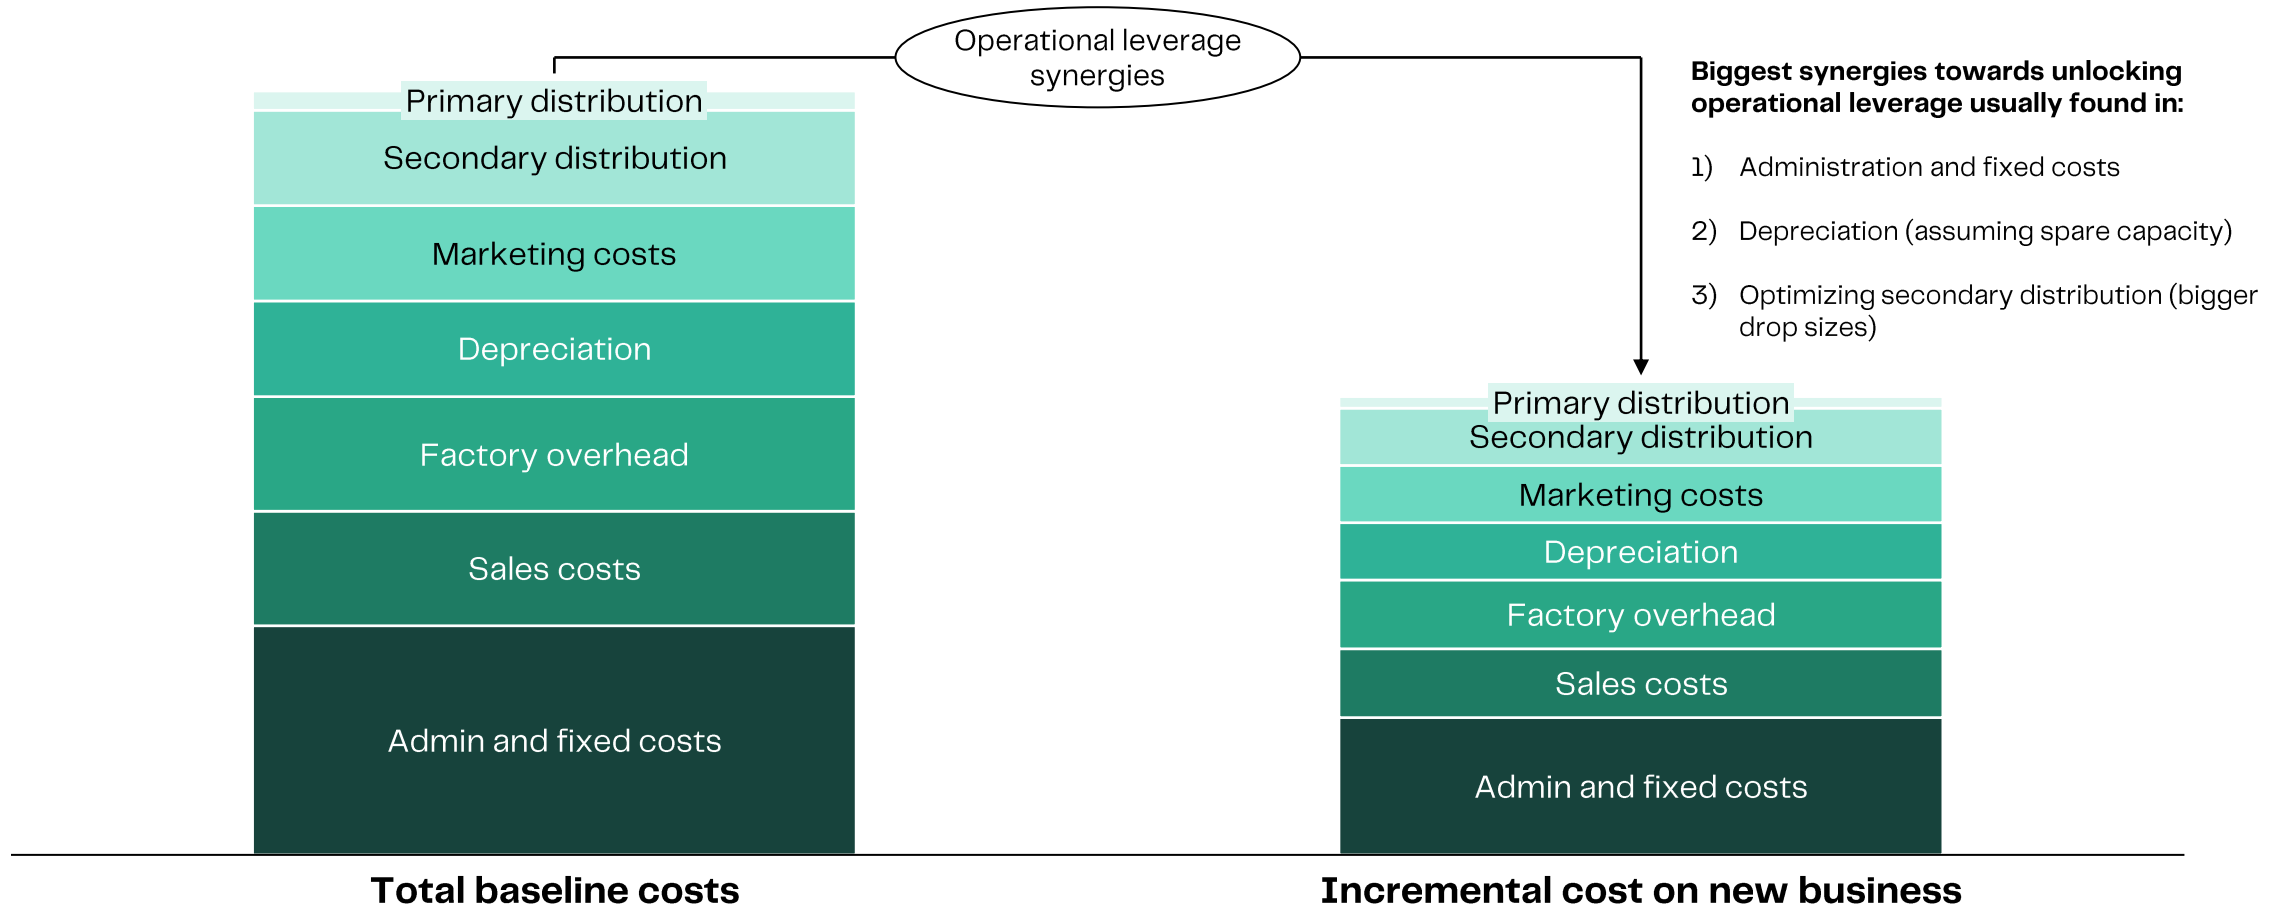 Operational leverage
synergies
Primary distribution
Secondary distribution
Marketing costs
Depreciation
Factory overhead
Sales costs
Admin and fixed costs
Total baseline costs
Biggest synergies towards unlocking
operational leverage usually found in:
1) Administration and fixed costs
2) Depreciation (assuming spare capacity)
3) Optimizing secondary distribution (bigger
drop sizes)
Primary distribution
Secondary distribution
Marketing costs
Depreciation
Factory overhead
Sales costs
Admin and fixed costs
Incremental cost on new business